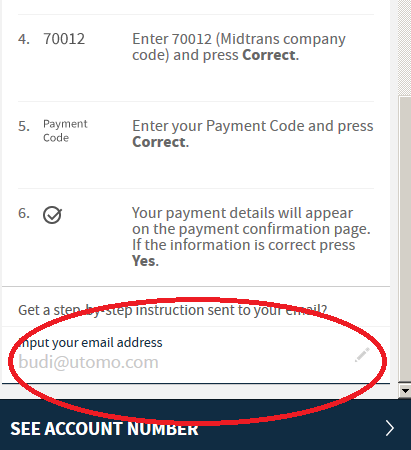 4. 70012 Enter 70012 (Midtrans company
code) and press Correct.
5. Payment Enter your Payment Code and press
Code Correct.
6. Your payment details will appear
on the payment confirmation page.
If the information is correct press
Yes.
Get a step-by-step instruction sent to your email?
Input your email address
budi@utomo.com
SEE ACCOUNT NUMBER